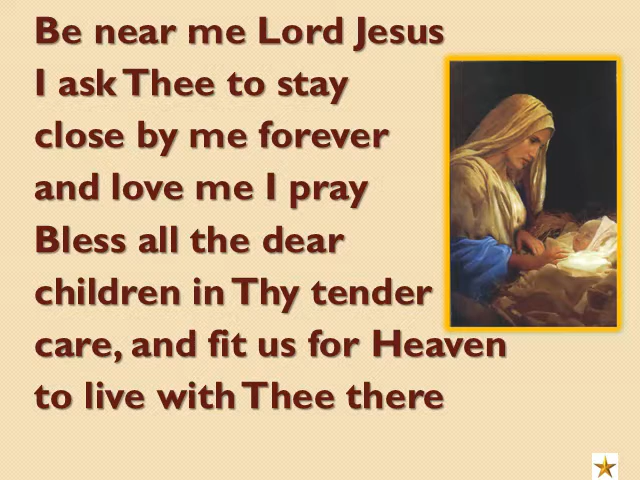 Be near me Lord Jesus
I ask Thee to stay
close by me forever
and love me I pray
Bless all the dear
children in Thy tender
care, and fit us for Heaven
to live with Thee there